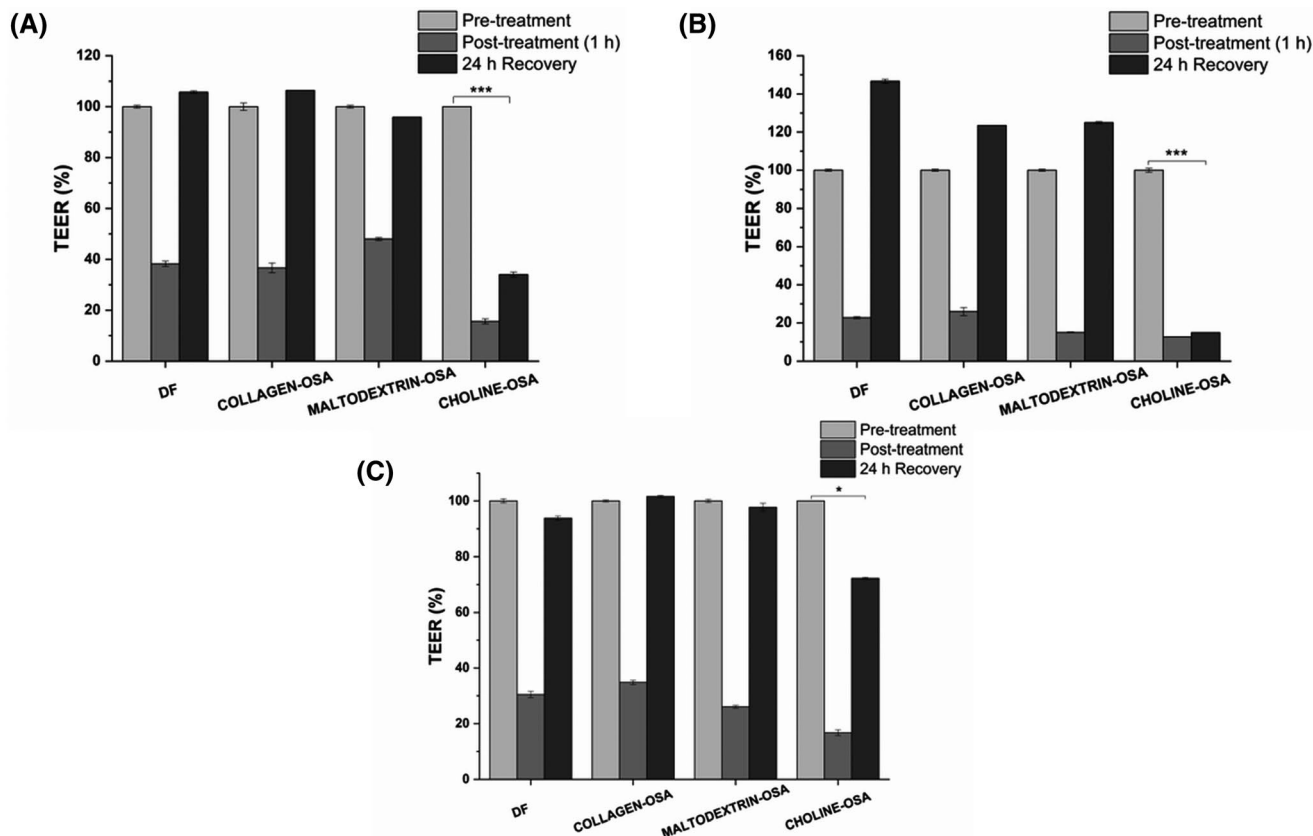 (A)
Pre-treatment
Post-treatment (1 h)
24 h Recovery
120
100
80
60
40
20
0
TEER (%)
***
DF
COLLAGEN-OSA
MALTODEXTRIN-OSA
CHOLINE-OSA
(B)
Pre-treatment
Post-treatment (1 h)
24 h Recovery
160
140
120
100
80
60
40
20
0
TEER (%)
***
DF
COLLAGEN-OSA
MALTODEXTRIN-OSA
CHOLINE-OSA
(C)
Pre-treatment
Post-treatment
24 h Recovery
100
80
60
40
20
0
TEER (%)
*
DF
COLLAGEN-OSA
MALTODEXTRIN-OSA
CHOLINE-OSA